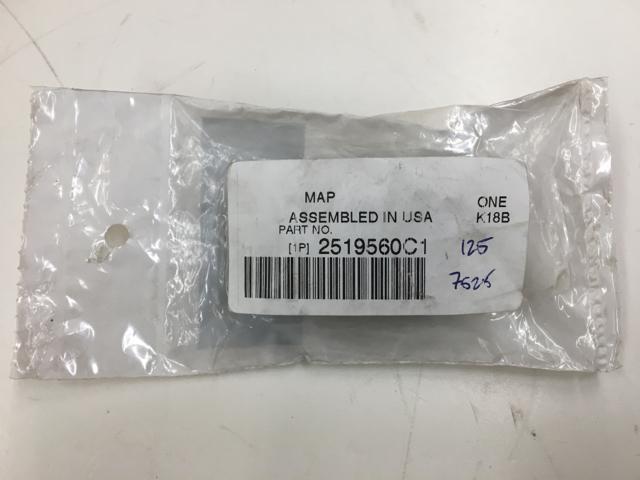 MAP ONE
ASSEMBLED IN USA K18B
PART NO.
[1P] 2519560C1 125
7525